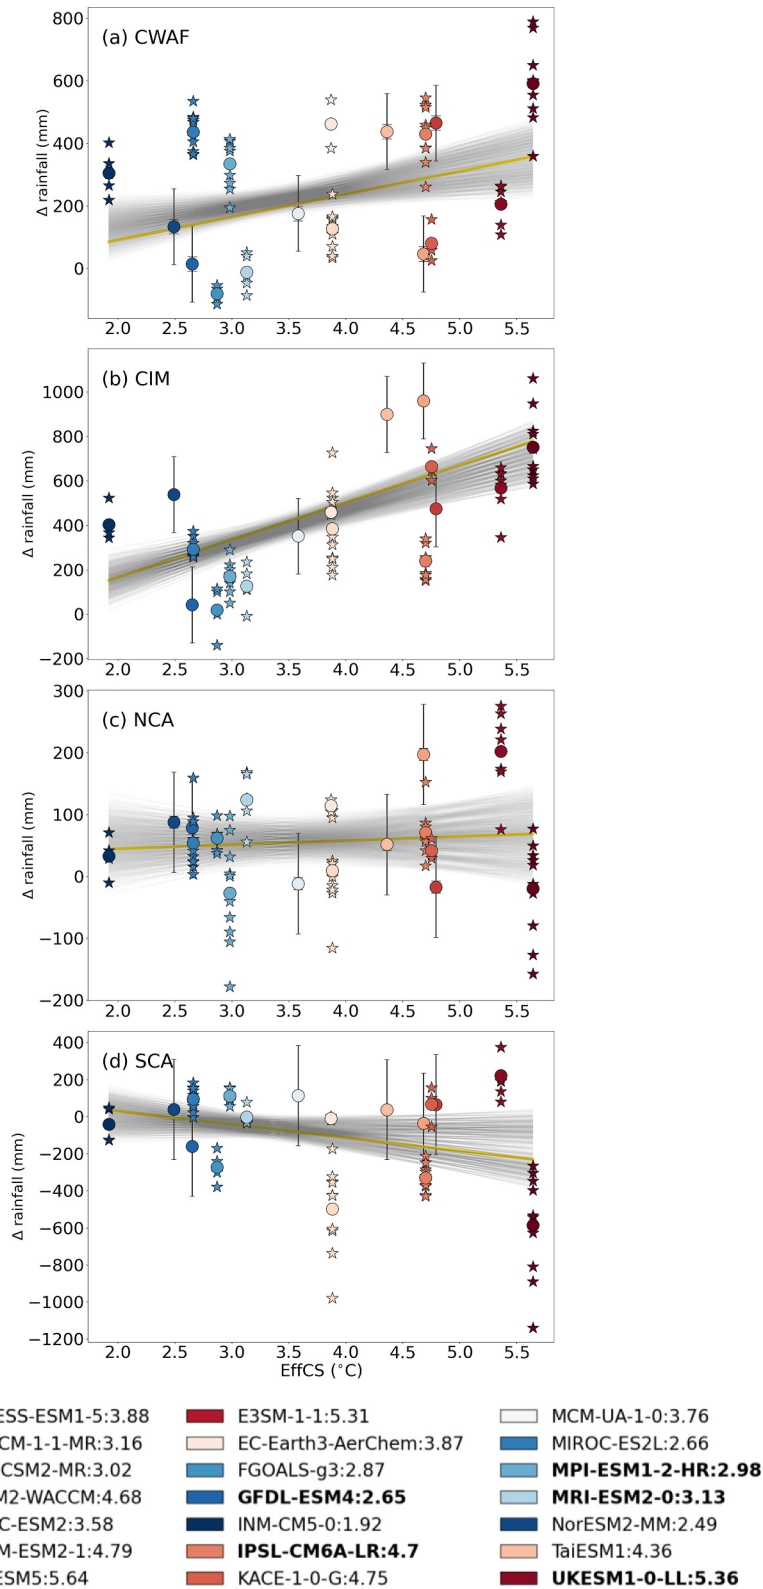 (a) CWAF
800
600
400
200
0
Δ rainfall (mm)
2.0 2.5 3.0 3.5 4.0 4.5 5.0 5.5
(b) CIM
1000
800
600
400
200
0
−200
Δ rainfall (mm)
2.0 2.5 3.0 3.5 4.0 4.5 5.0 5.5
(c) NCA
300
200
100
0
−100
−200
Δ rainfall (mm)
2.0 2.5 3.0 3.5 4.0 4.5 5.0 5.5
(d) SCA
400
200
0
−200
−400
−600
−800
−1000
−1200
Δ rainfall (mm)
2.0 2.5 3.0 3.5 4.0 4.5 5.0 5.5
EffCS (°C)
ESS-ESM1-5:3.88 E3SM-1-1:5.31 MCM-UA-1-0:3.76
CM-1-1-MR:3.16 EC-Earth3-AerChem:3.87 MIROC-ES2L:2.66
CSM2-MR:3.02 FGOALS-g3:2.87 MPI-ESM1-2-HR:2.98
M2-WACCM:4.68 GFDL-ESM4:2.65 MRI-ESM2-0:3.13
C-ESM2:3.58 INM-CM5-0:1.92 NorESM2-MM:2.49
M-ESM2-1:4.79 IPSL-CM6A-LR:4.7 TaiESM1:4.36
ESM5:5.64 KACE-1-0-G:4.75 UKESM1-0-LL:5.36